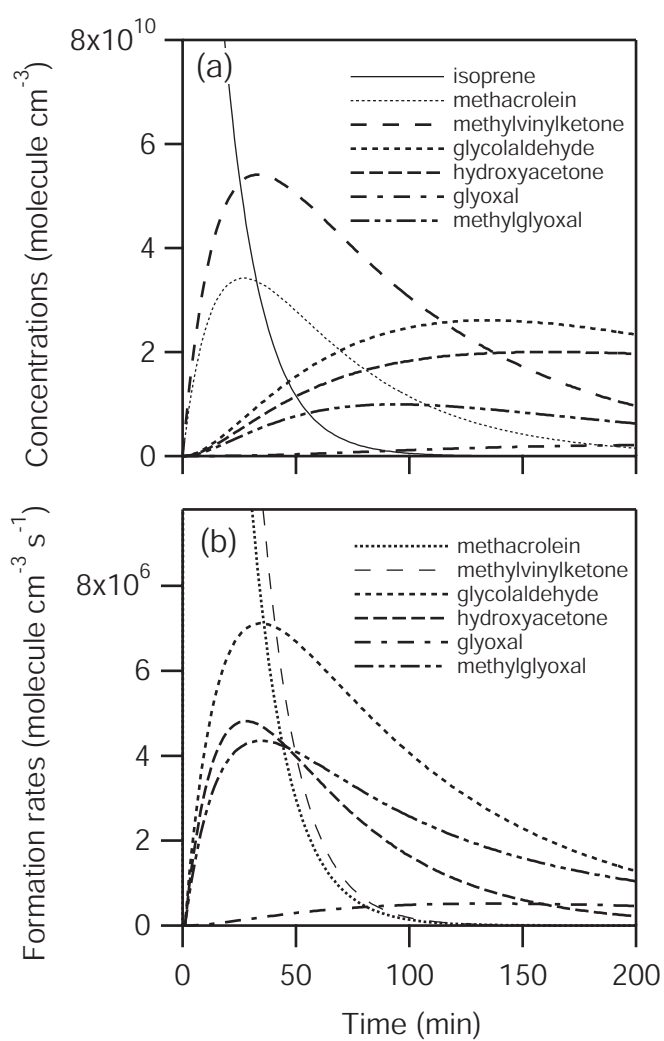 8x10^10
(a)
isoprene
methacrolein
methylvinylketone
glycolaldehyde
hydroxyacetone
glyoxal
methylglyoxal
6
4
2
0
Concentrations (molecule cm^-3)
(b)
methacrolein
methylvinylketone
glycolaldehyde
hydroxyacetone
glyoxal
methylglyoxal
8x10^6
6
4
2
0
Formation rates (molecule cm^-3 s^-1)
0 50 100 150 200
Time (min)